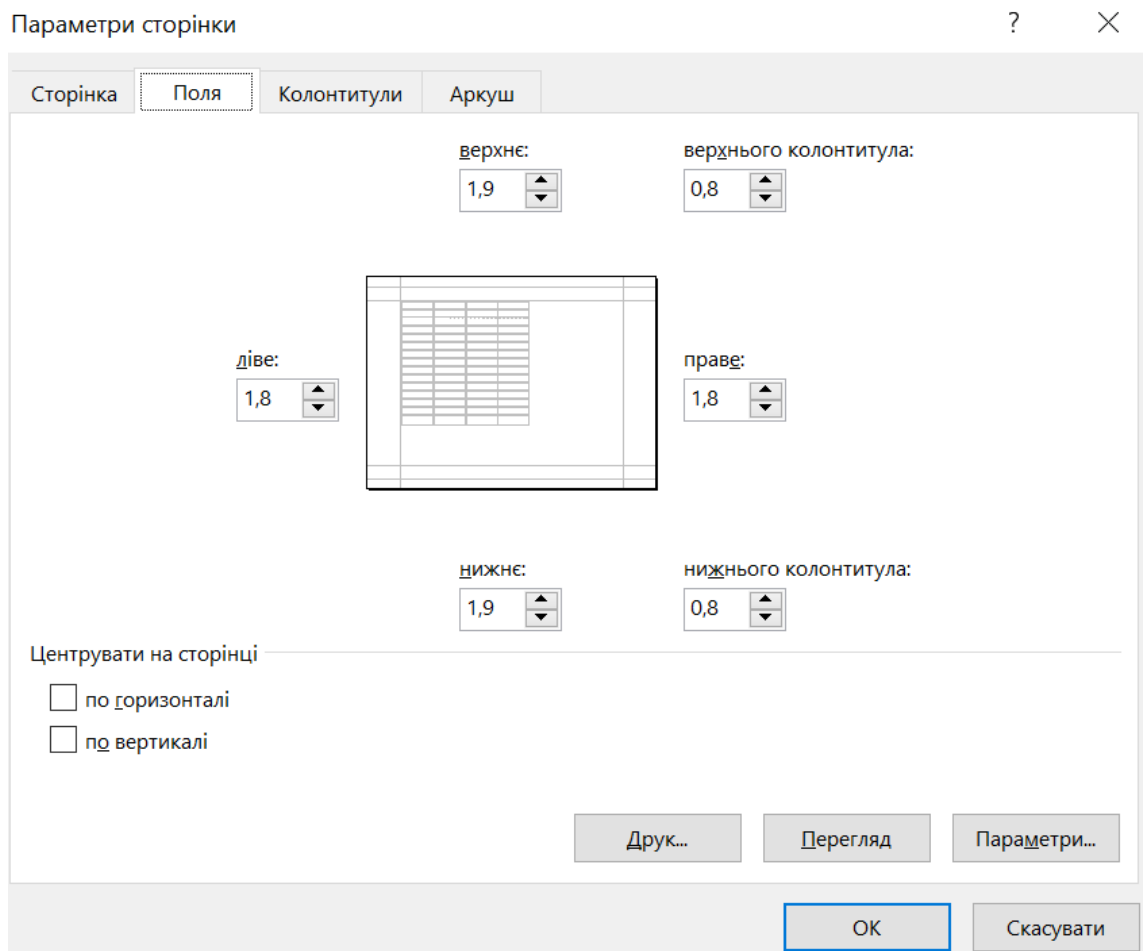 Параметри сторінки ?
Сторінка Поля Колонтитули Аркуш
верхнє: верхнього колонтитула:
1,9 0,8
ліве: праве:
1,8 1,8
нижнє: нижнього колонтитула:
1,9 0,8
Центрувати на сторінці
по горизонталі
по вертикалі
Друк... Перегляд Параметри...
ОК Скасувати